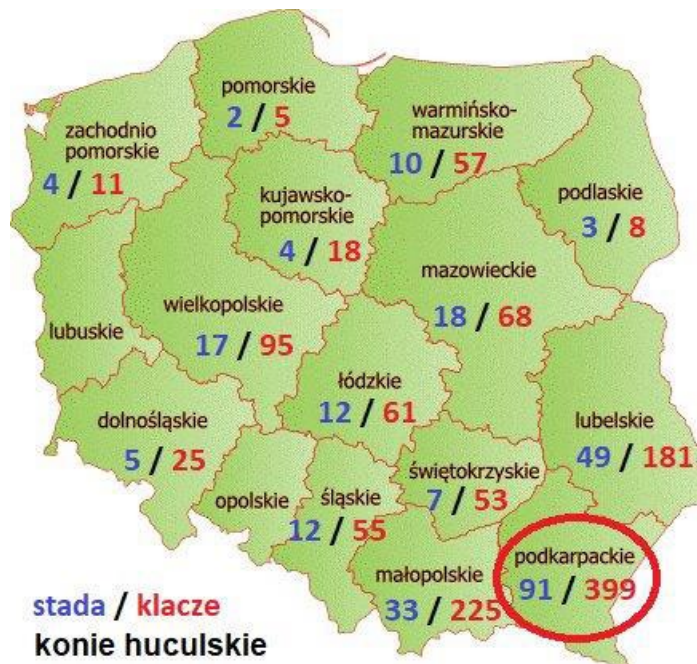 pomorskie
2 / 5
warmińsko-
mazurskie
10 / 57
zachodnio
pomorskie
4 / 11
kujawsko-
pomorskie
4 / 18
podlaskie
3 / 8
mazowieckie
18 / 68
wielkopolskie
17 / 95
lubuskie
łódzkie
12 / 61
dolnośląskie
5 / 25
lubelskie
49 / 181
opolskie
śląskie
12 / 55
świętokrzyskie
7 / 53
małopolskie
33 / 225
podkarpackie
91 / 399
stada / klacze
konie huculskie